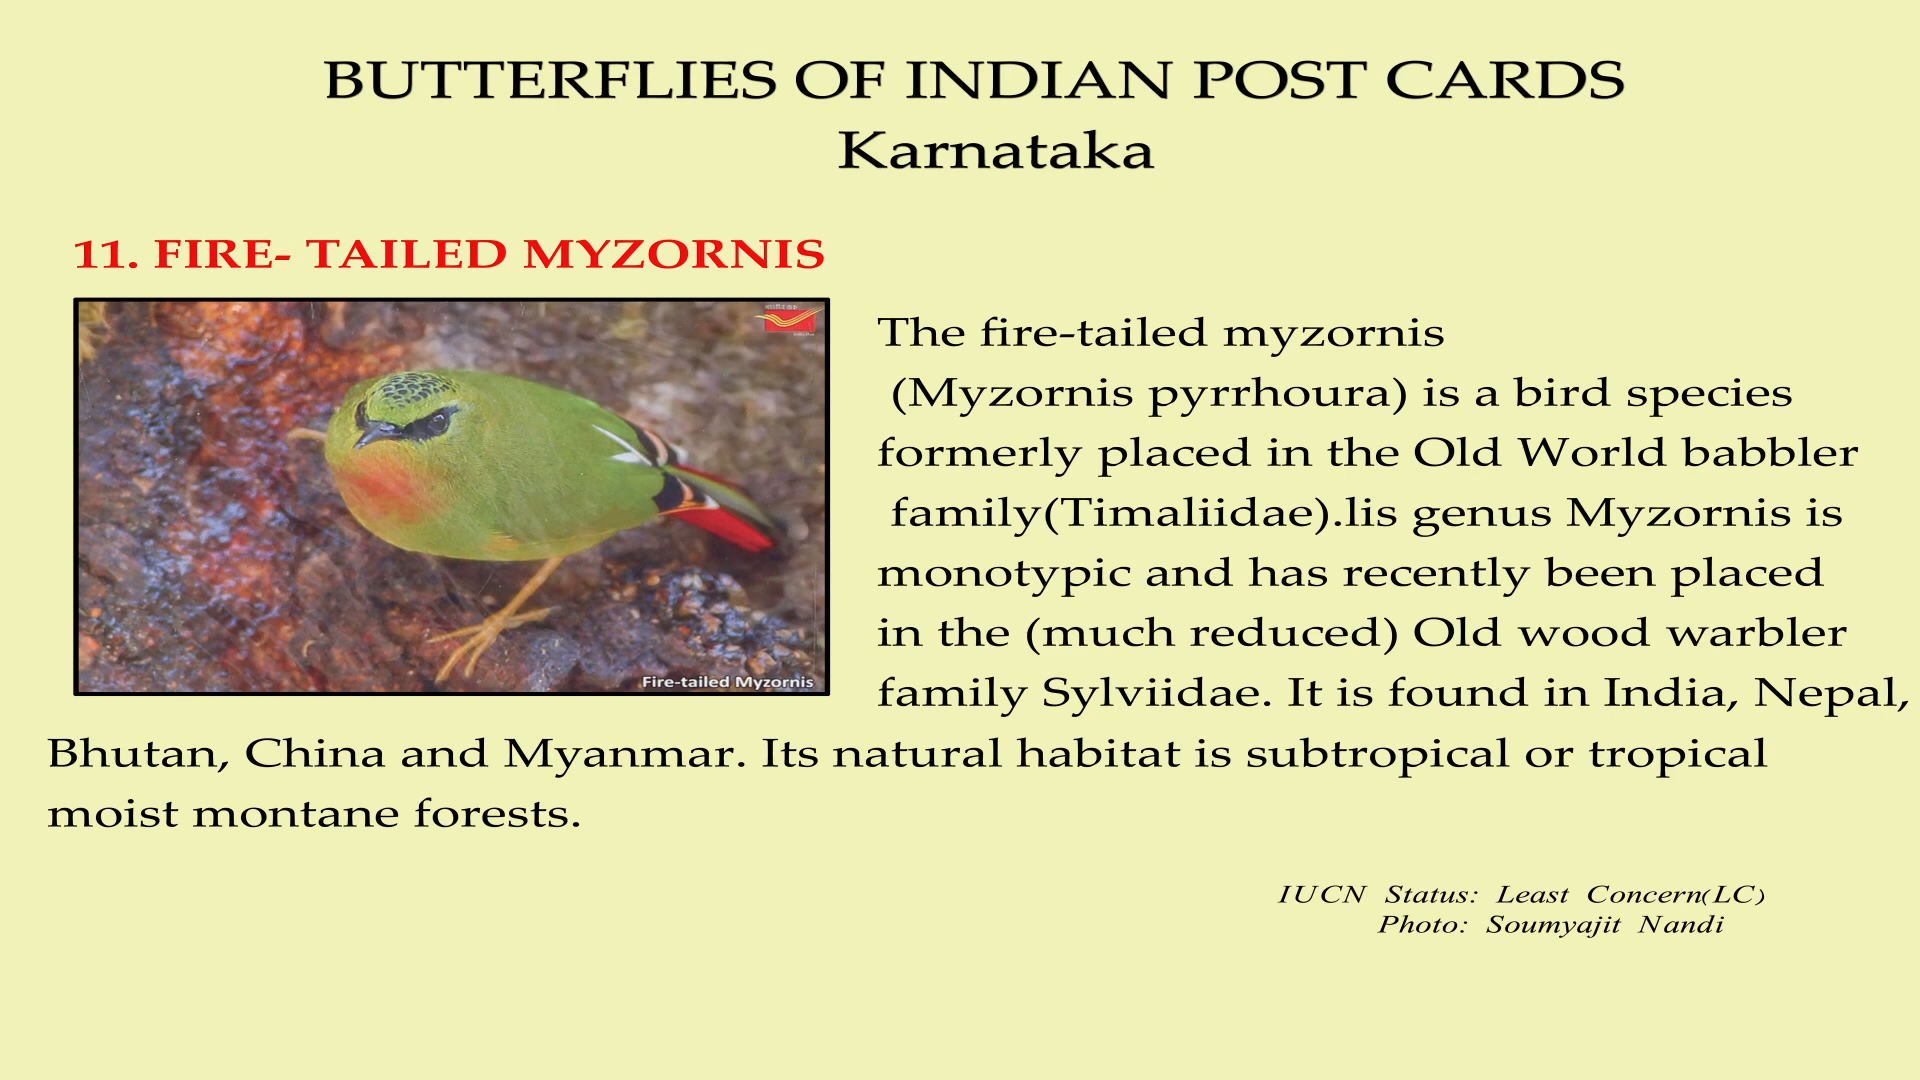 BUTTERFLIES OF INDIAN POST CARDS
Karnataka
11. FIRE- TAILED MYZORNIS
Fire-tailed Myzornis
The fire-tailed myzornis
(Myzornis pyrrhoura) is a bird species
formerly placed in the Old World babbler
family(Timaliidae).lis genus Myzornis is
monotypic and has recently been placed
in the (much reduced) Old wood warbler
family Sylviidae. It is found in India, Nepal,
Bhutan, China and Myanmar. Its natural habitat is subtropical or tropical
moist montane forests.
IUCN Status: Least Concern(LC)
Photo: Soumyajit Nandi